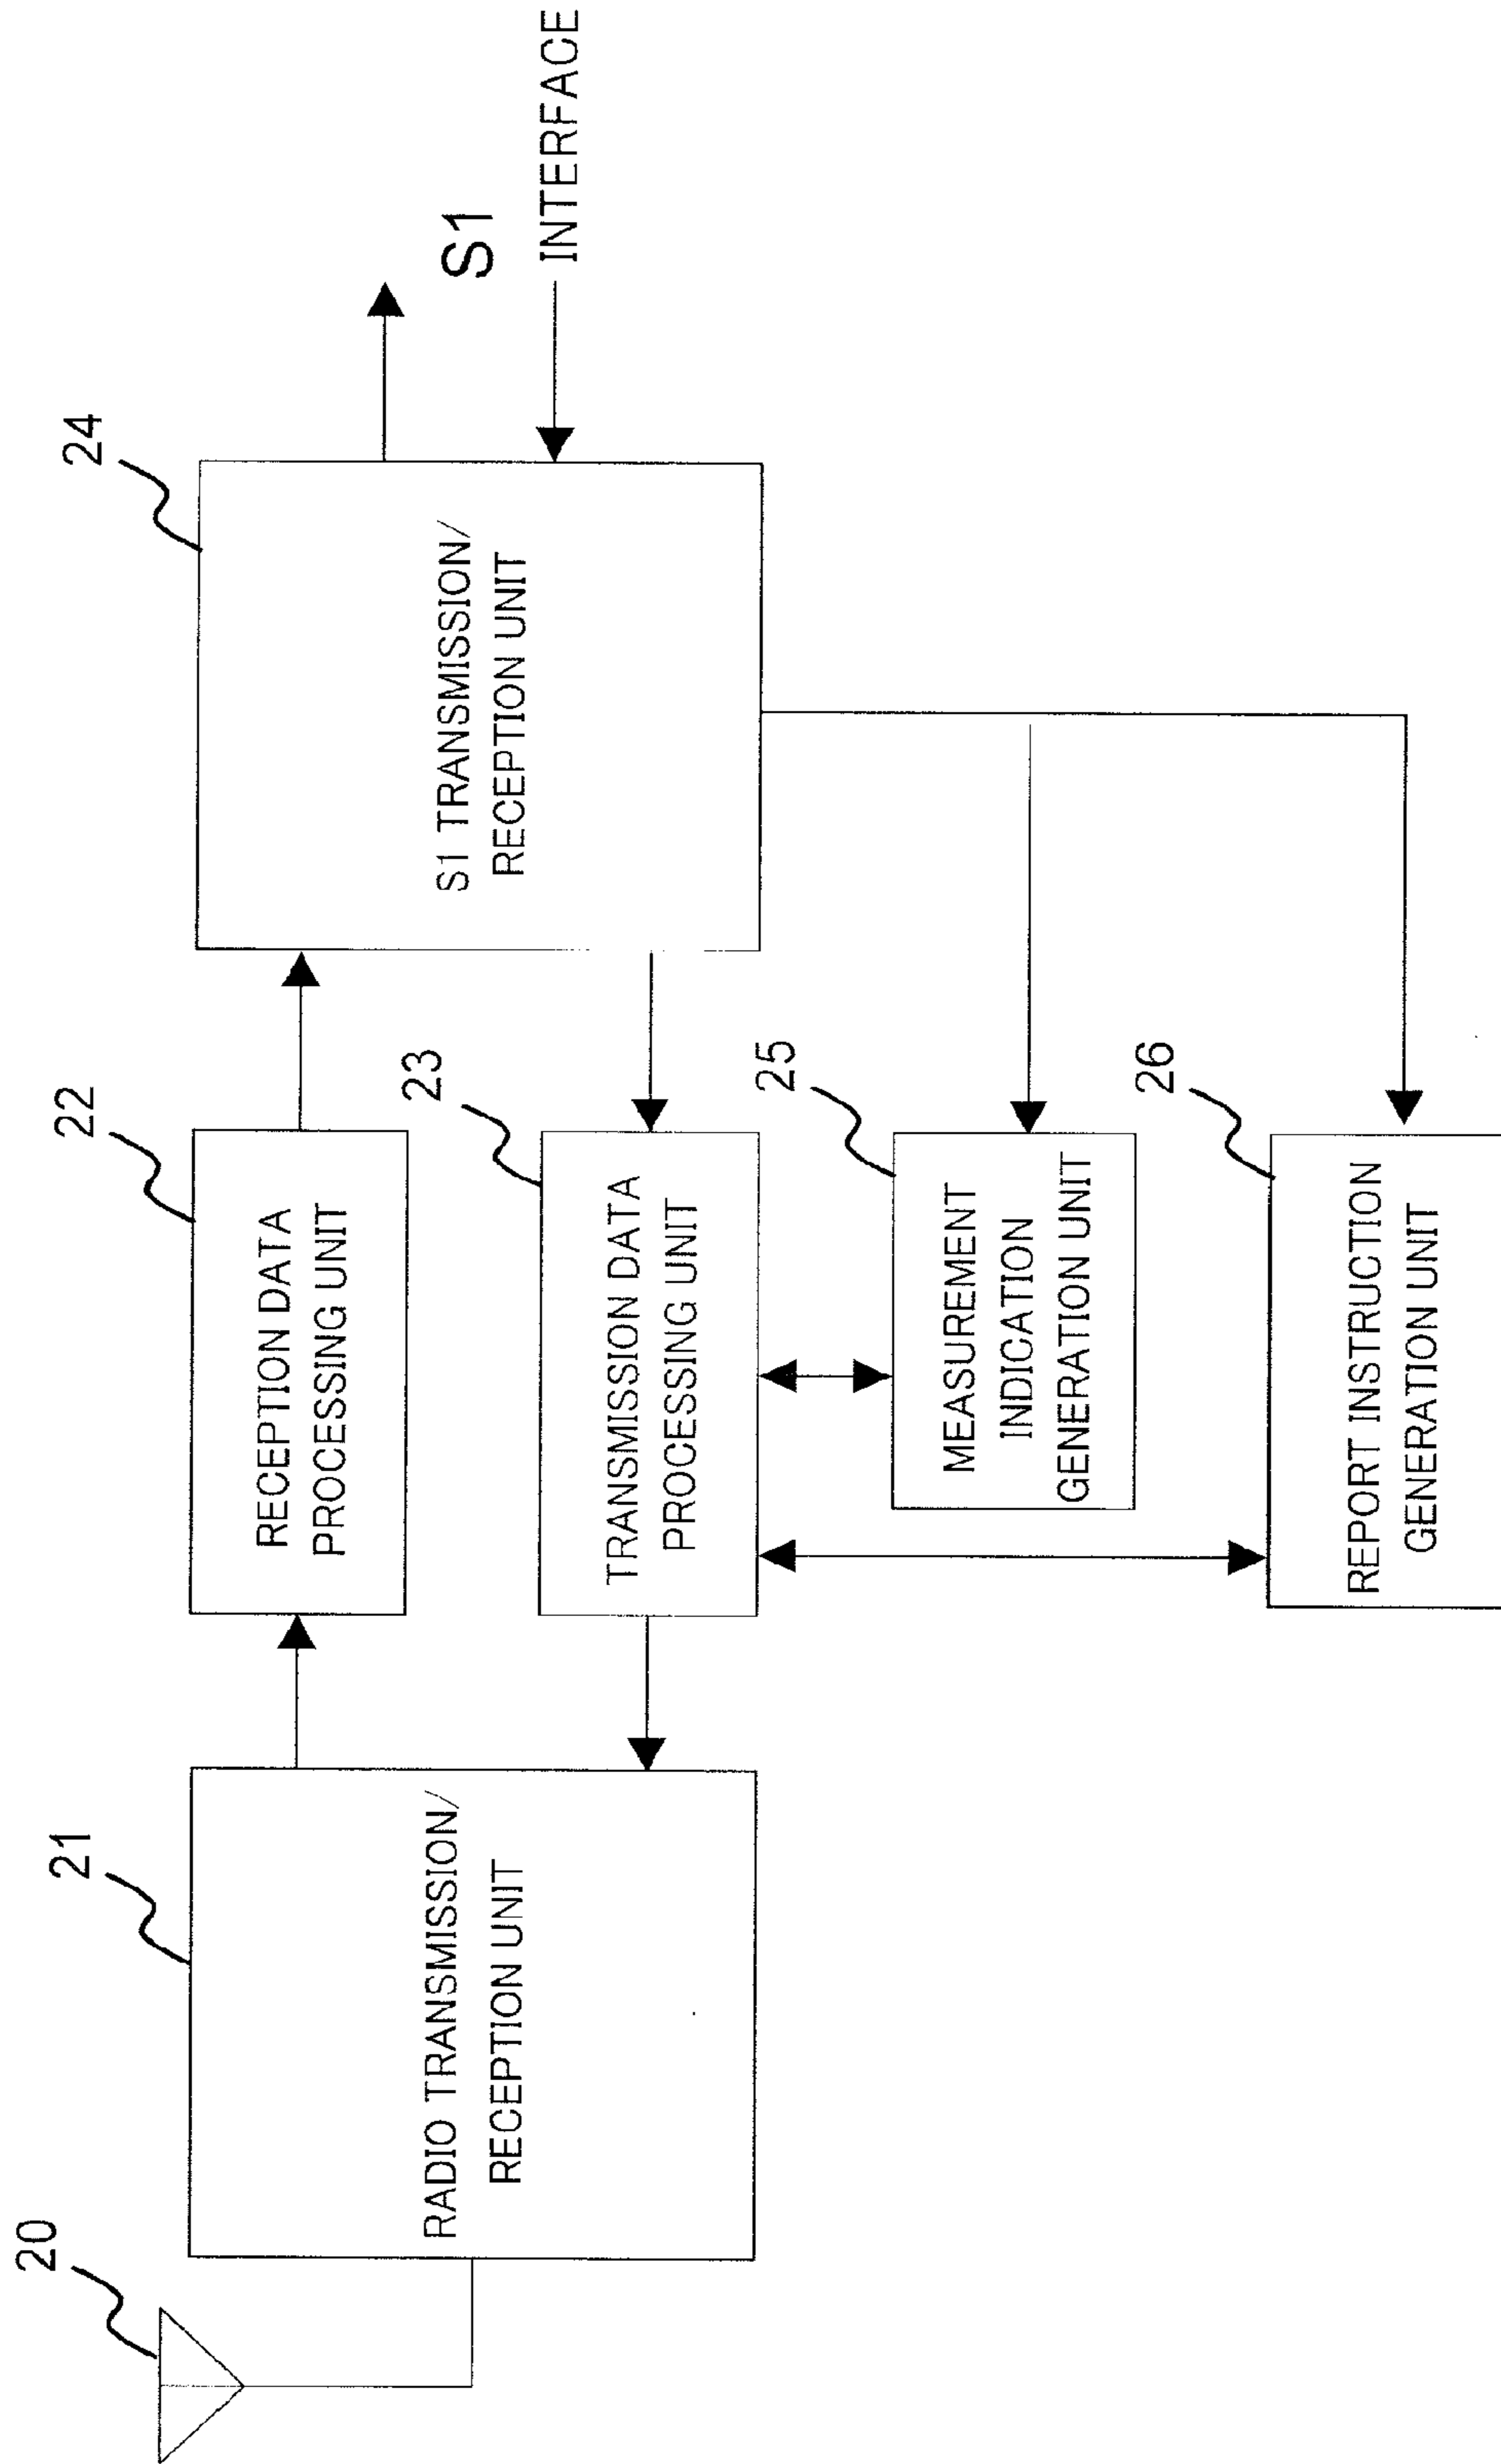 20
21
RADIO TRANSMISSION/
RECEPTION UNIT
22
RECEPTION DATA
PROCESSING UNIT
23
TRANSMISSION DATA
PROCESSING UNIT
24
S1 TRANSMISSION/
RECEPTION UNIT
S1
INTERFACE
25
MEASUREMENT
INDICATION
GENERATION UNIT
26
REPORT INSTRUCTION
GENERATION UNIT